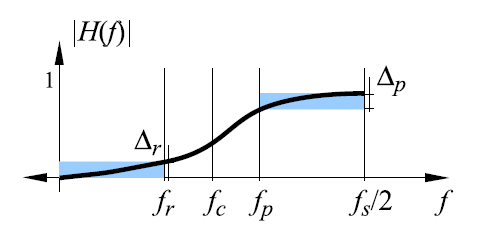 |H(f)|
1
Δp
Δr
fr fc fp fs/2 f